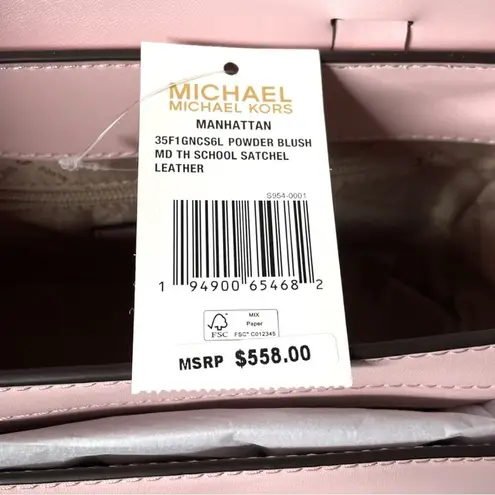 MICHAEL
MICHAEL KORS
MANHATTAN
35F1GNCS6L POWDER BLUSH
MD TH SCHOOL SATCHEL
LEATHER
S954-0001
1 94900 65468 2
FSC
MIX
Paper
FSC® C012345
MSRP $558.00